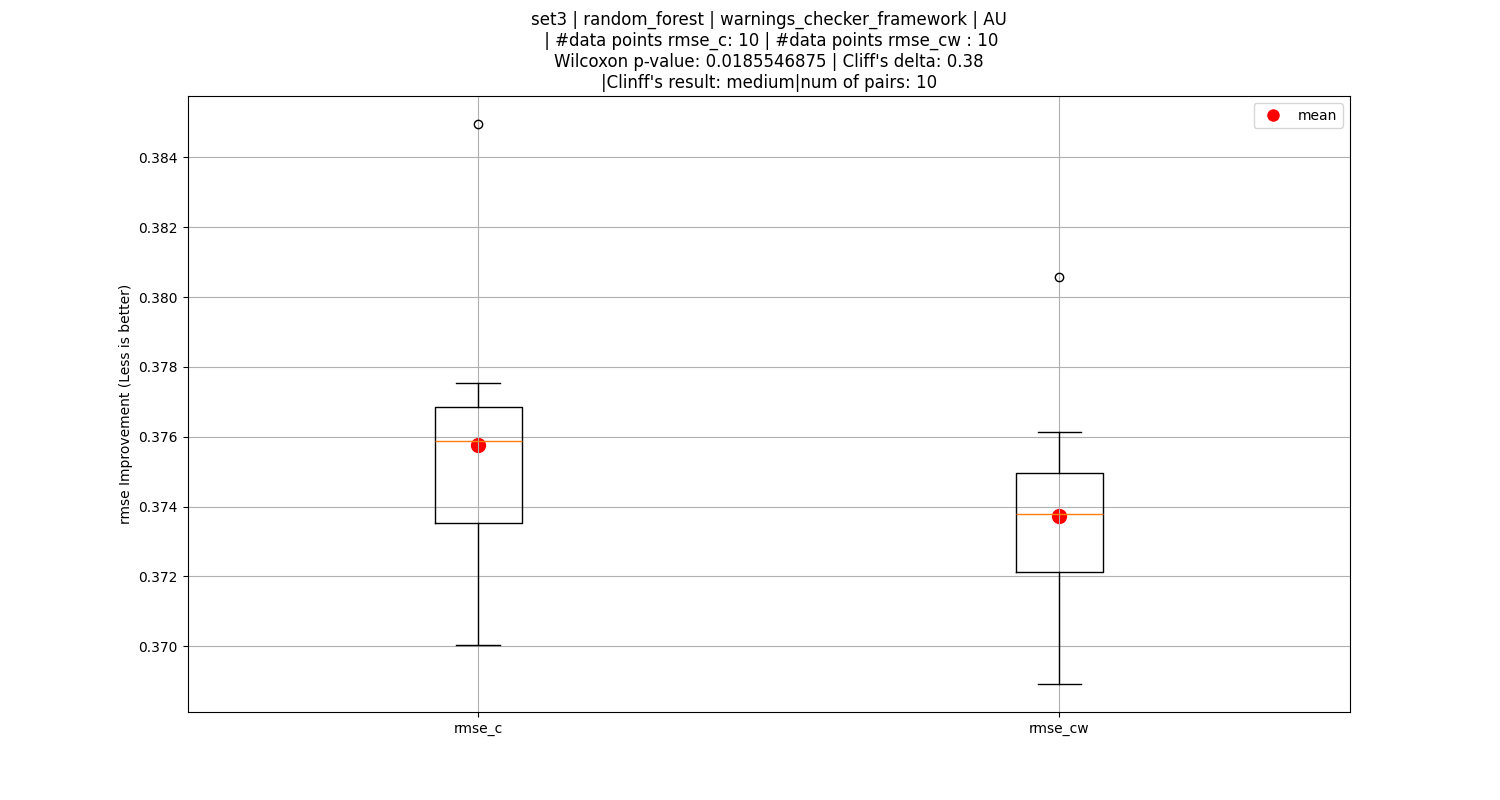 set3 | random_forest | warnings_checker_framework | AU
| #data points rmse_c: 10 | #data points rmse_cw : 10
Wilcoxon p-value: 0.0185546875 | Cliff's delta: 0.38
|Clinff's result: medium|num of pairs: 10
mean
0.384
0.382
0.380
0.378
0.376
0.374
0.372
0.370
rmse Improvement (Less is better)
rmse_c
rmse_cw